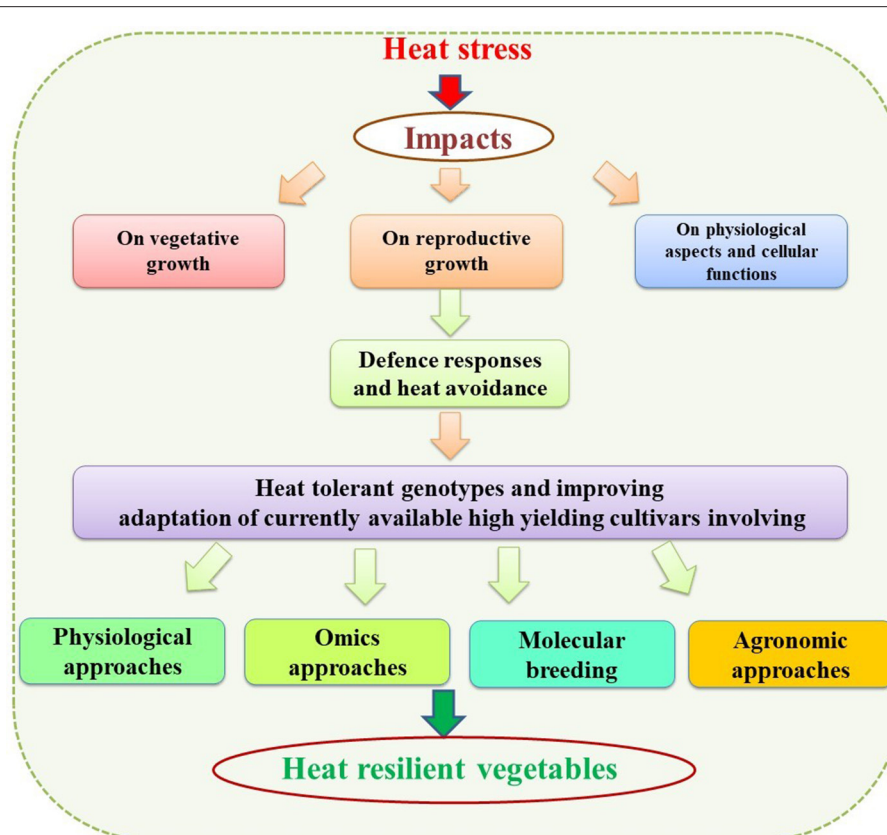 Heat stress
Impacts
On vegetative
growth
On reproductive
growth
On physiological
aspects and cellular
functions
Defence responses
and heat avoidance
Heat tolerant genotypes and improving
adaptation of currently available high yielding cultivars involving
Physiological
approaches
Omics
approaches
Molecular
breeding
Agronomic
approaches
Heat resilient vegetables